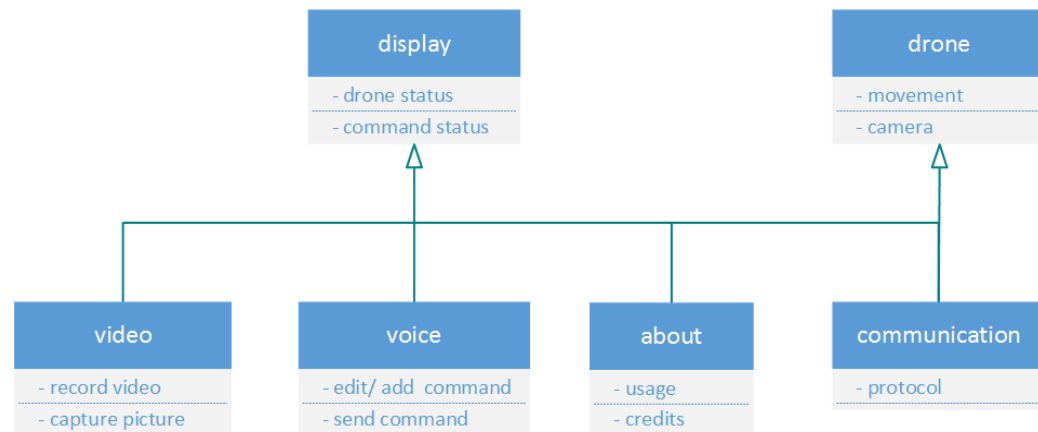 display
- drone status
- command status
drone
- movement
- camera
video
- record video
- capture picture
voice
- edit/ add  command
- send command
about
- usage
- credits
communication
- protocol